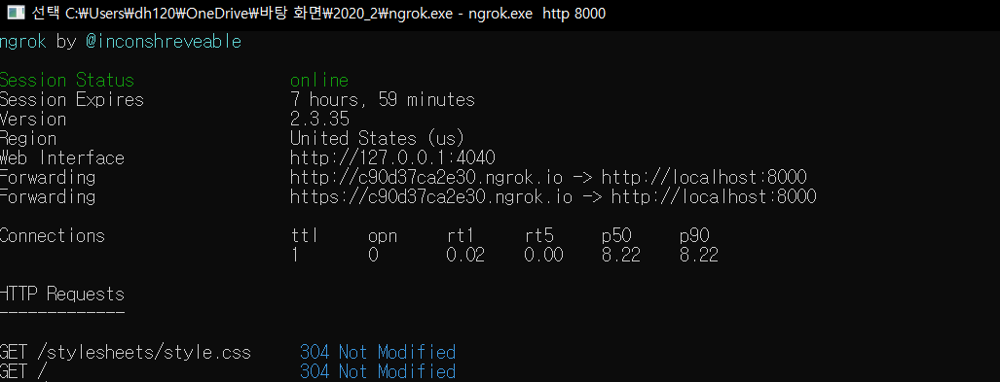 선택 C:₩Users₩dh120₩OneDrive₩바탕 화면₩2020_2₩ngrok.exe - ngrok.exe  http 8000
ngrok by @inconshreveable
Session Status online
Session Expires 7 hours, 59 minutes
Version 2.3.35
Region United States (us)
Web Interface http://127.0.0.1:4040
Forwarding http://c90d37ca2e30.ngrok.io -> http://localhost:8000
Forwarding https://c90d37ca2e30.ngrok.io -> http://localhost:8000
Connections ttl opn rt1 rt5 p50 p90
1 0 0.02 0.00 8.22 8.22
HTTP Requests
-------------
GET /stylesheets/style.css 304 Not Modified
GET / 304 Not Modified